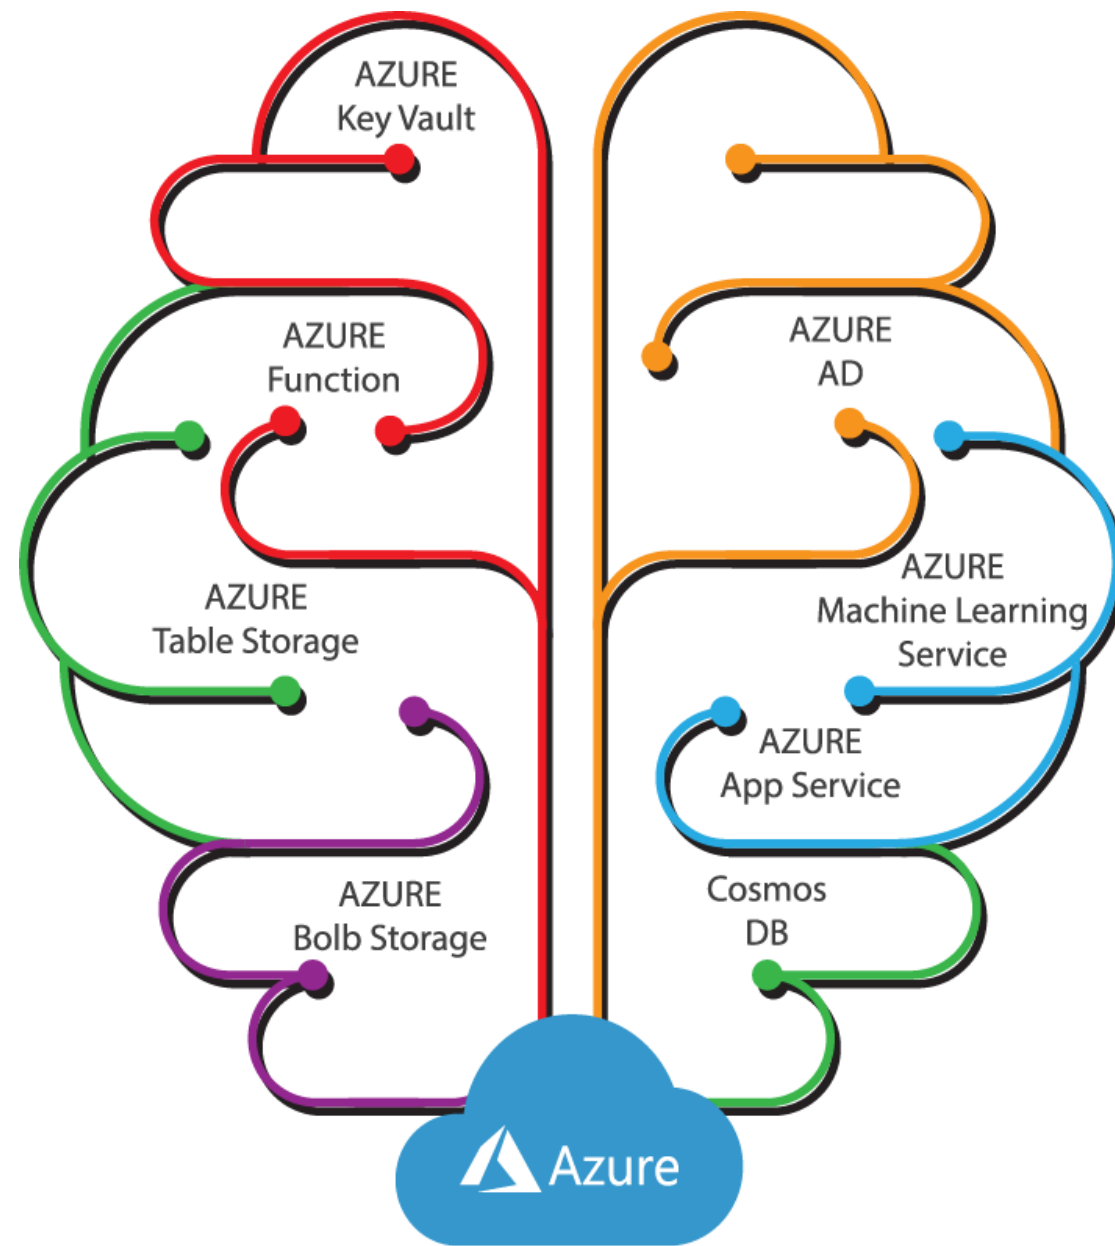 AZURE
Key Vault
AZURE
Function
AZURE
AD
AZURE
Table Storage
AZURE
Machine Learning
Service
AZURE
App Service
AZURE
Bolb Storage
Cosmos
DB
Azure